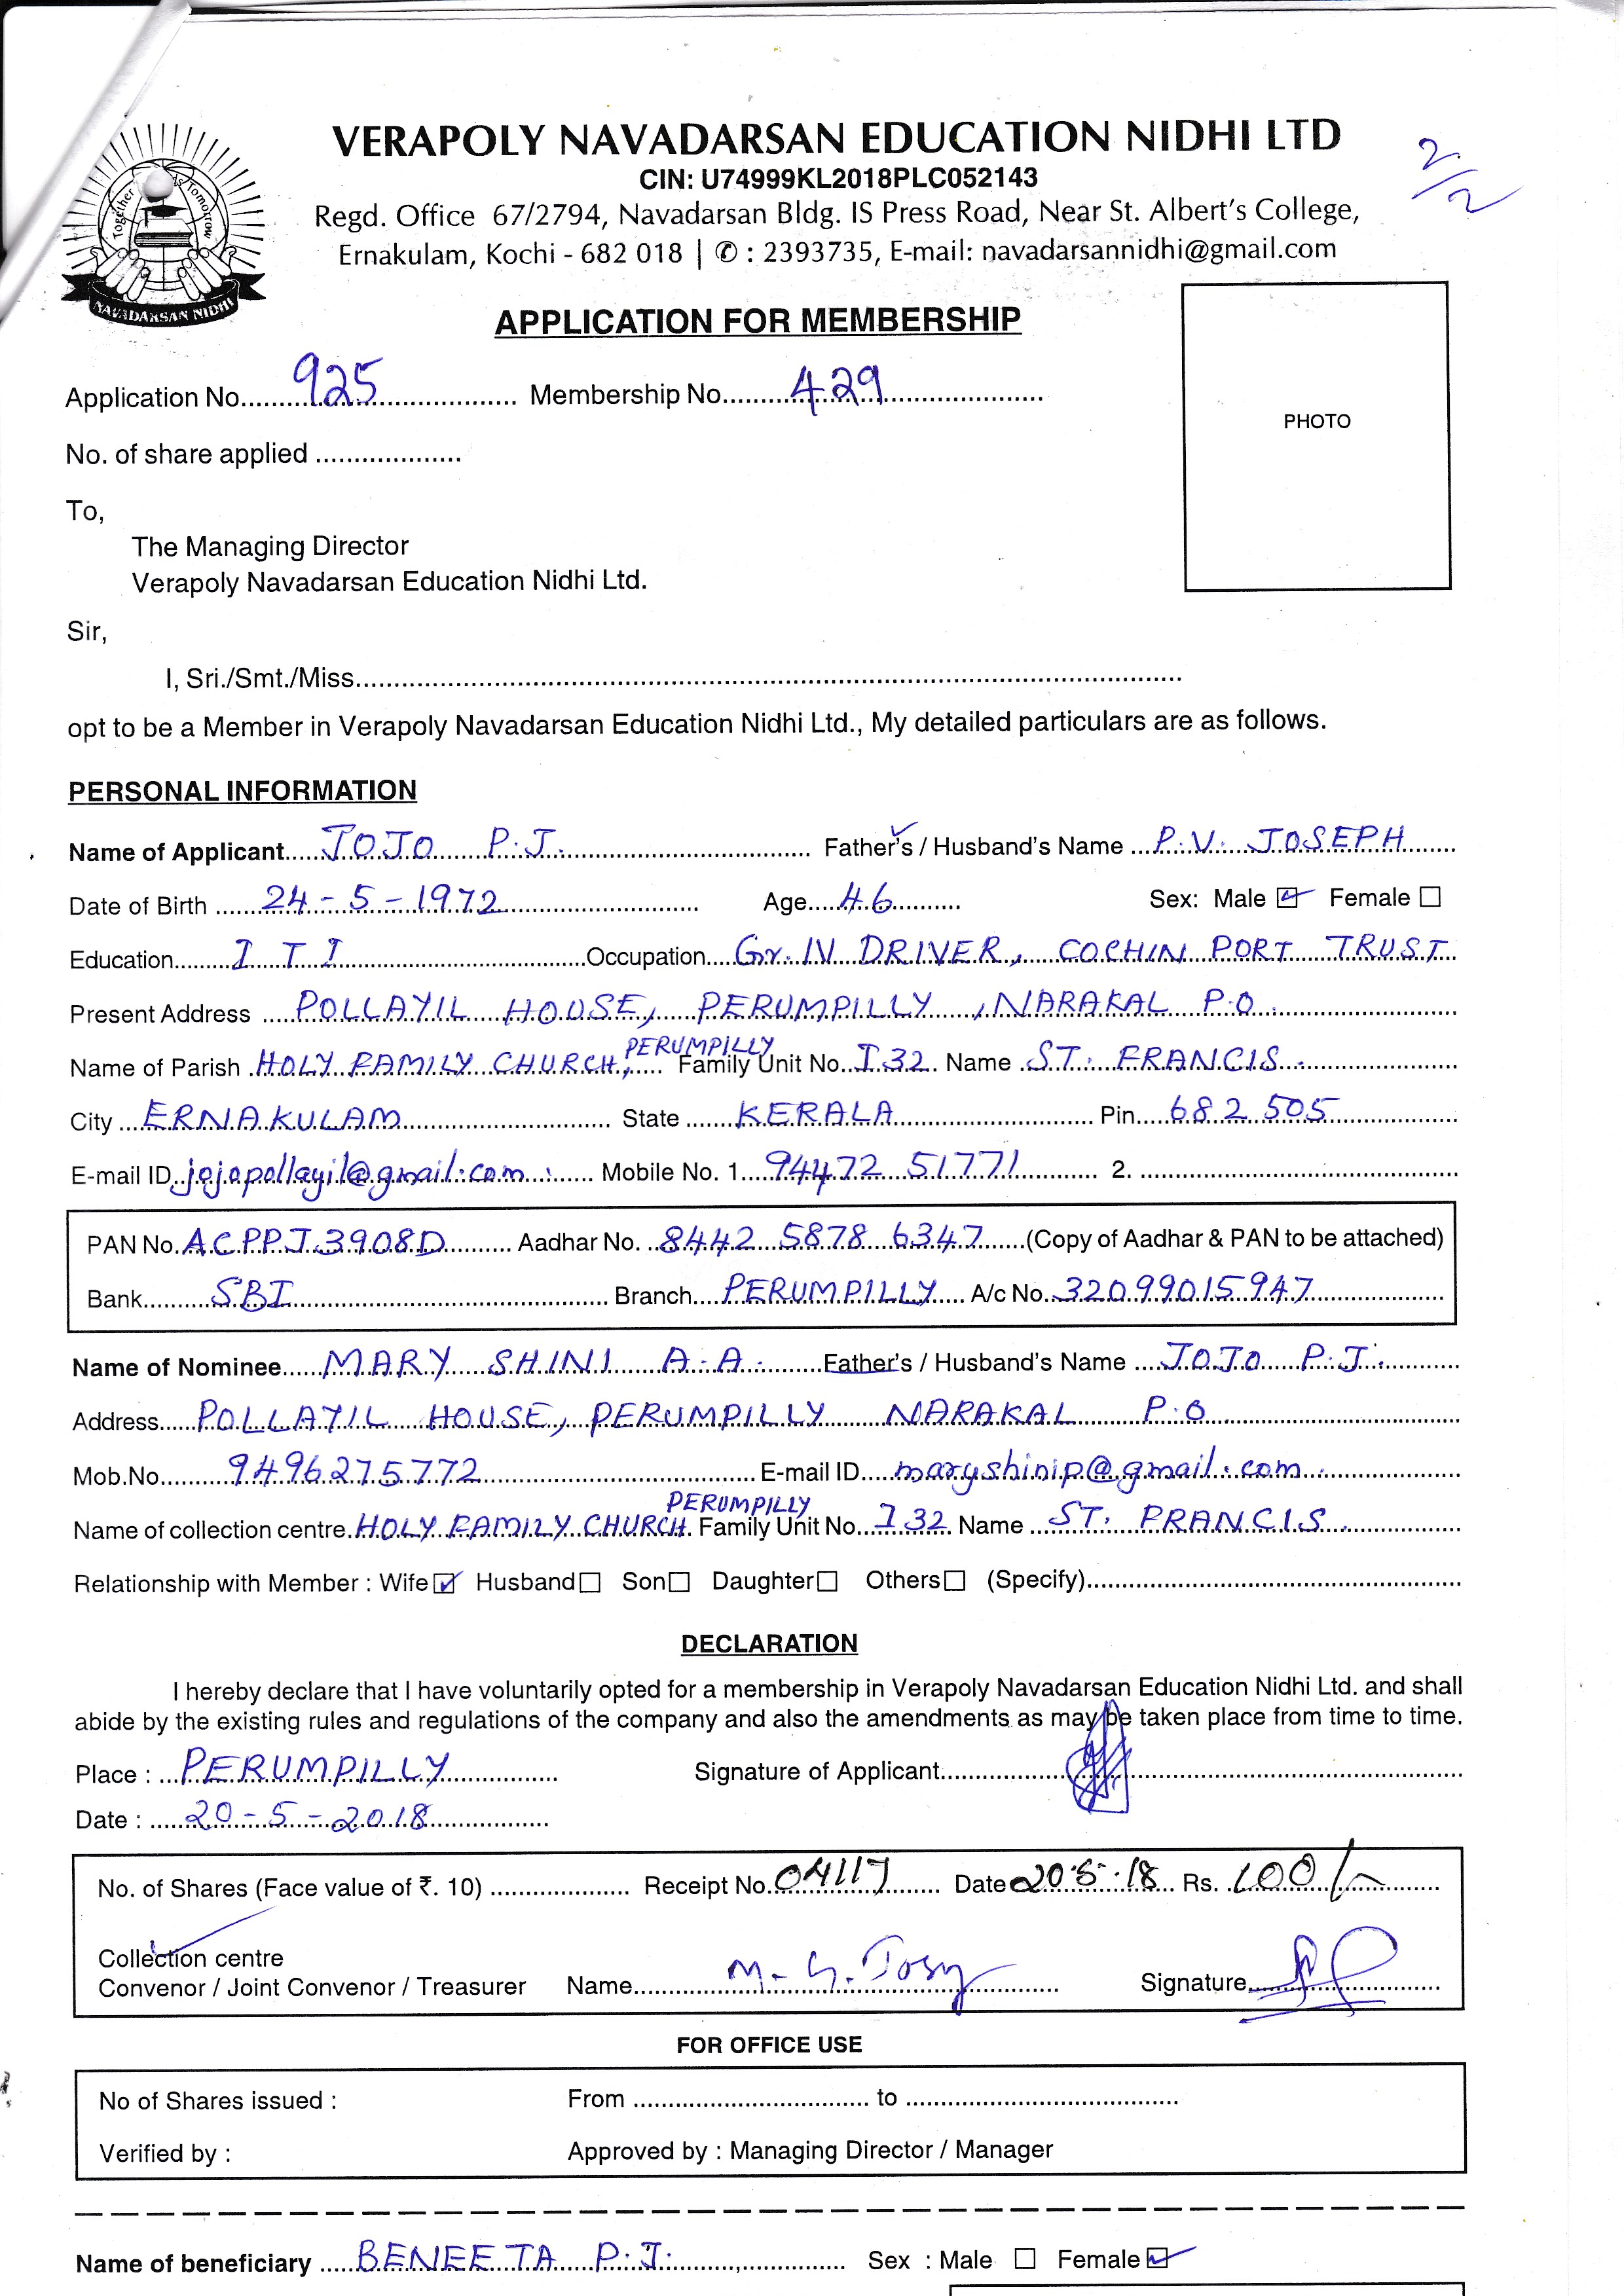 VERAPOLY NAVADARSAN EDUCATION NIDHI LTD
CIN: U74999KL2018PLC052143
Regd. Office 67/2794, Navadarsan Bldg. IS Press Road, Near St. Albert's College,
Ernakulam, Kochi - 682 018 | ✆ : 2393735, E-mail: navadarsannidhi@gmail.com
2/2
Together Tomorrow
NAVADARSAN NIDHI
APPLICATION FOR MEMBERSHIP
Application No. 925 Membership No. 429
PHOTO
No. of share applied
To,
The Managing Director
Verapoly Navadarsan Education Nidhi Ltd.
Sir,
I, Sri./Smt./Miss
opt to be a Member in Verapoly Navadarsan Education Nidhi Ltd., My detailed particulars are as follows.
PERSONAL INFORMATION
Name of Applicant JOJO P.J. Father's / Husband's Name P.V. JOSEPH
Date of Birth 24-5-1972 Age 46 Sex: Male ☑ Female ☐
Education I T I Occupation Gr. IV DRIVER, COCHIN PORT TRUST
Present Address POLLAYIL HOUSE, PERUMPILLY, NARAKAL P.O.
Name of Parish HOLY FAMILY CHURCH, PERUMPILLY Family Unit No. I 32 Name ST. FRANCIS
City ERNAKULAM State KERALA Pin 682 505
E-mail ID jojopollayil@gmail.com Mobile No. 1. 94472 51771 2.
PAN No. ACPPJ3908D Aadhar No. 8442 5878 6347 (Copy of Aadhar & PAN to be attached)
Bank SBI Branch PERUMPILLY A/c No. 32099015947
Name of Nominee MARY SHINI A.A. Father's / Husband's Name JOJO P.J.
Address POLLAYIL HOUSE, PERUMPILLY NARAKAL P.O
Mob.No. 9496275772 E-mail ID maryshinip@gmail.com
Name of collection centre HOLY FAMILY CHURCH PERUMPILLY Family Unit No. I 32 Name ST. FRANCIS
Relationship with Member : Wife ☑ Husband ☐ Son ☐ Daughter ☐ Others ☐ (Specify)
DECLARATION
I hereby declare that I have voluntarily opted for a membership in Verapoly Navadarsan Education Nidhi Ltd. and shall
abide by the existing rules and regulations of the company and also the amendments as may be taken place from time to time.
Place : PERUMPILLY Signature of Applicant
Date : 20-5-2018
No. of Shares (Face value of ₹. 10) Receipt No. 04117 Date 20.5.18 Rs. 100/-
Collection centre
Convenor / Joint Convenor / Treasurer Name M. G. Josy Signature
FOR OFFICE USE
No of Shares issued : From to
Verified by : Approved by : Managing Director / Manager
Name of beneficiary BENEETA P.J. Sex : Male ☐ Female ☑